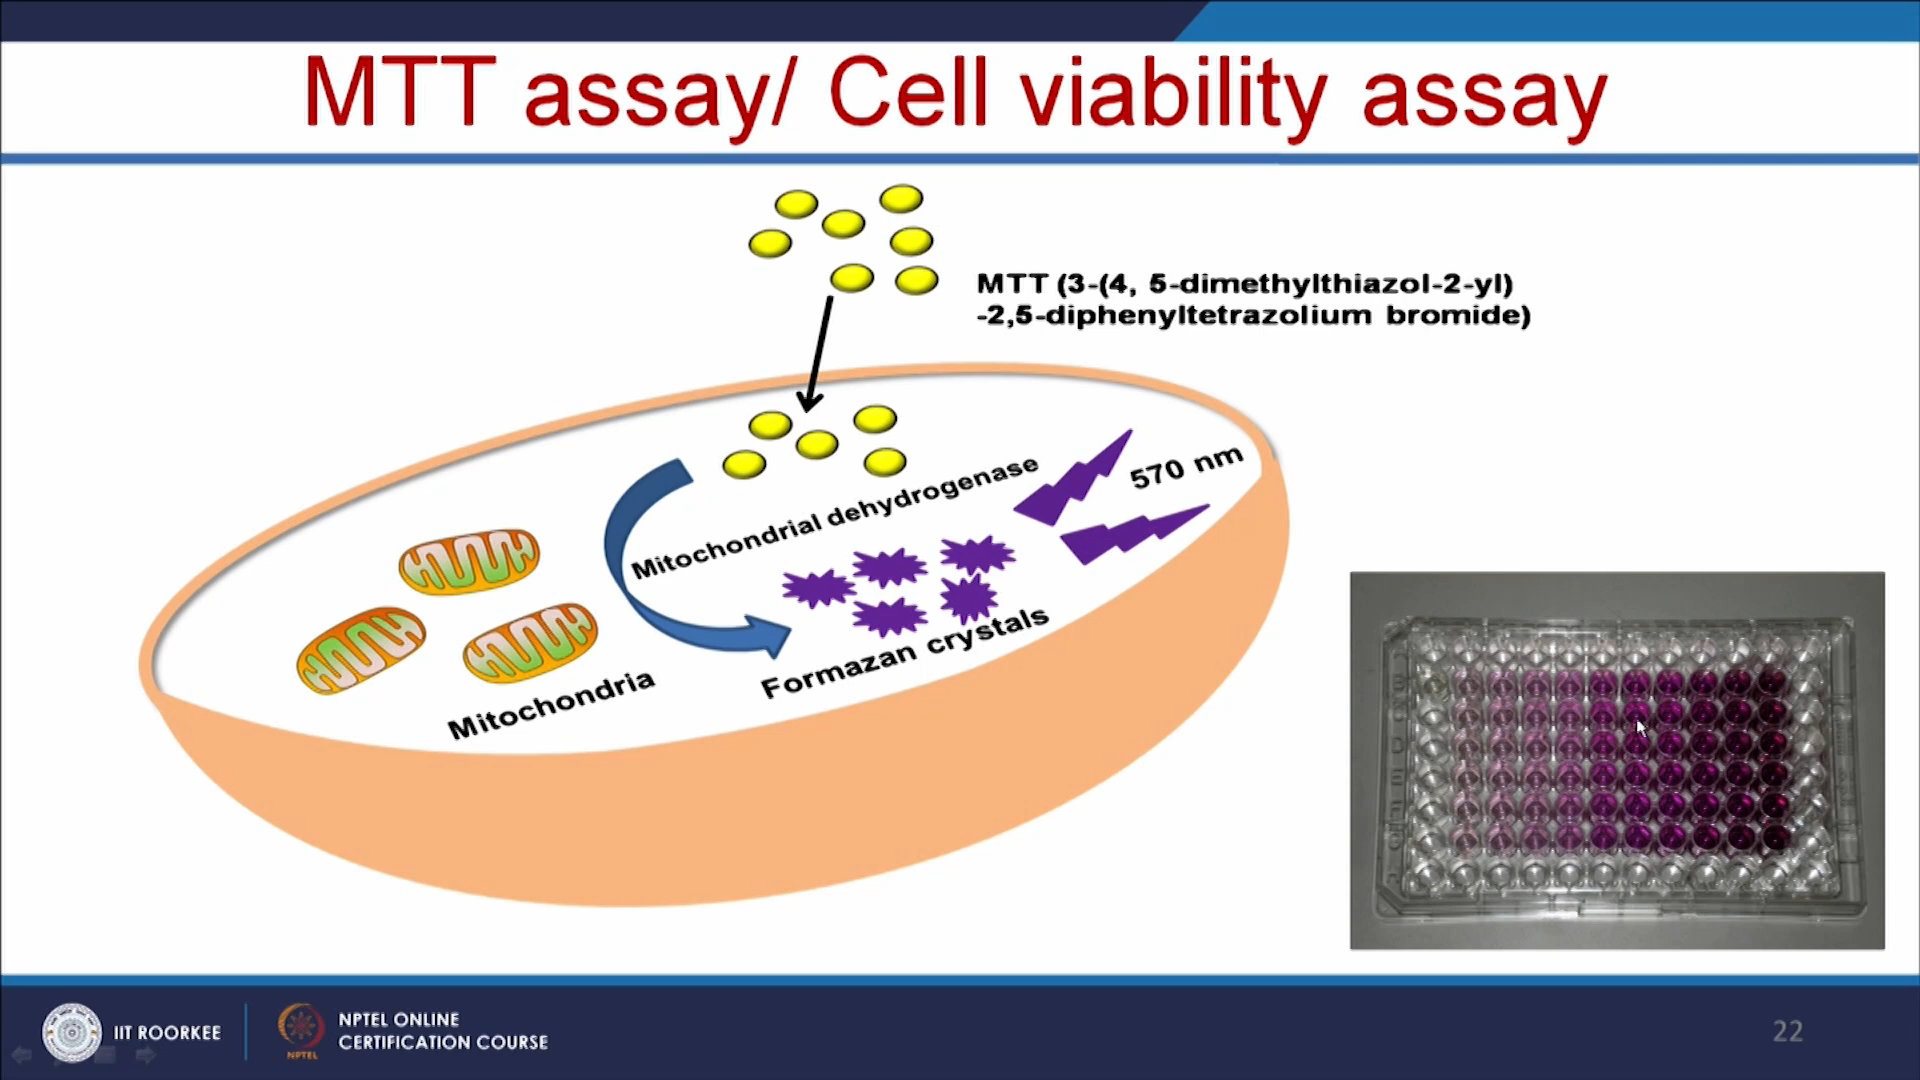 MTT assay/ Cell viability assay
MTT (3-(4, 5-dimethylthiazol-2-yl)
-2,5-diphenyltetrazolium bromide)
570 nm
Mitochondrial dehydrogenase
Formazan crystals
Mitochondria
IIT ROORKEE
NPTEL
NPTEL ONLINE
CERTIFICATION COURSE
22